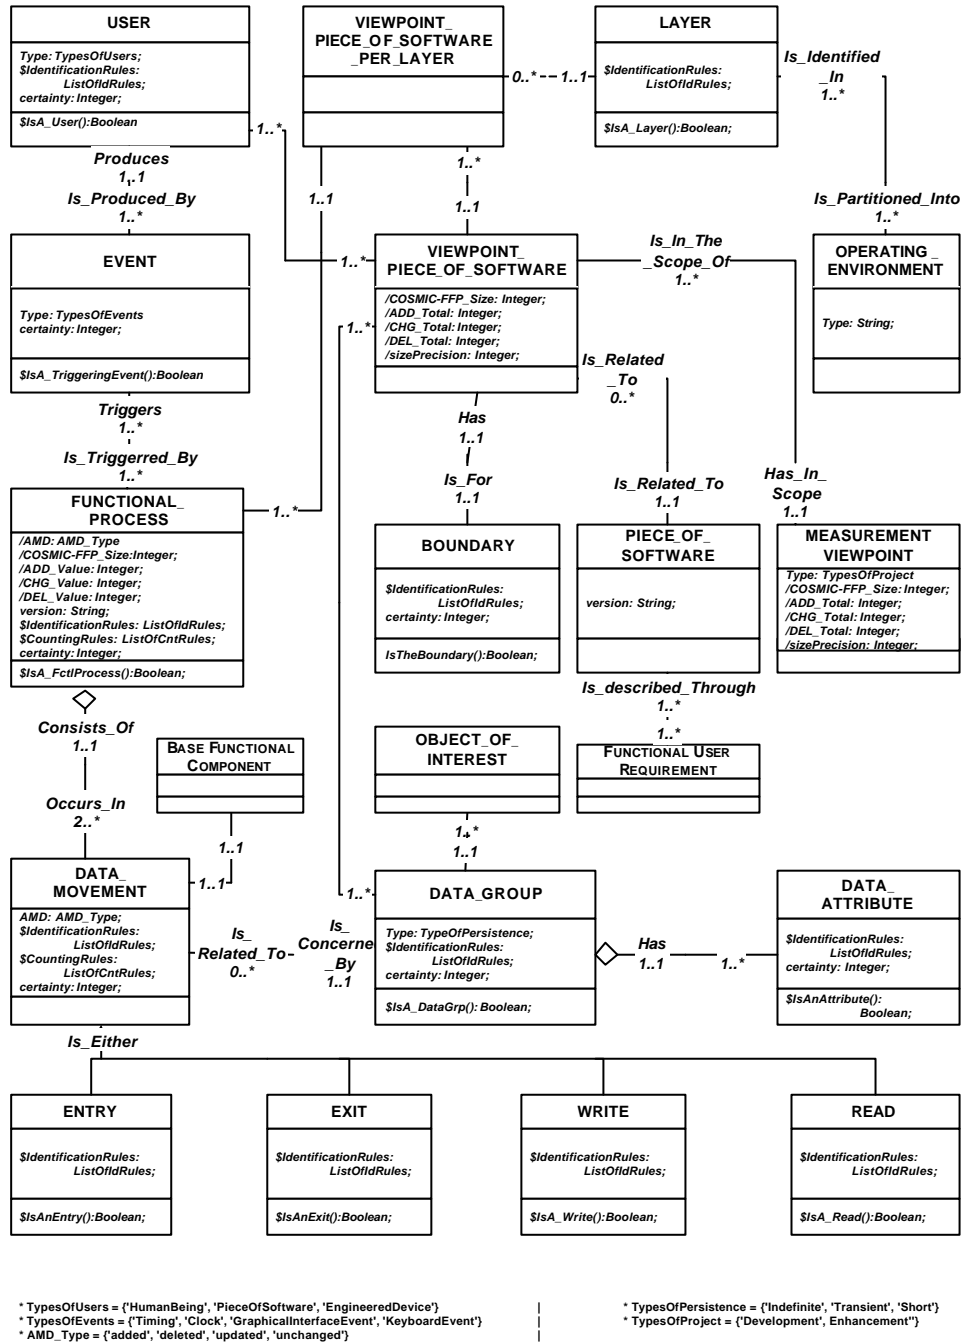 USER
Type: TypesOfUsers;
$IdentificationRules:
ListOfIdRules;
certainty: Integer;
$IsA_User():Boolean
VIEWPOINT_
PIECE_OF_SOFTWARE
_PER_LAYER
0..*
1..1
LAYER
$IdentificationRules:
ListOfIdRules;
$IsA_Layer():Boolean;
Is_Identified
_In
1..*
1..*
Produces
1..1
Is_Produced_By
1..*
1..1
1..*
1..1
Is_Partitioned_Into
1..*
EVENT
Type: TypesOfEvents
certainty: Integer;
$IsA_TriggeringEvent():Boolean
1..*
VIEWPOINT_
PIECE_OF_SOFTWARE
/COSMIC-FFP_Size: Integer;
/ADD_Total: Integer;
/CHG_Total: Integer;
/DEL_Total: Integer;
/sizePrecision: Integer;
1..*
Is_In_The
_Scope_Of
1..*
OPERATING_
ENVIRONMENT
Type: String;
Is_Related
_To
0..*
Triggers
1..*
Is_Triggerred_By
1..*
Has
1..1
Is_For
1..1
Is_Related_To
1..1
Has_In_
Scope
1..1
FUNCTIONAL_
PROCESS
/AMD: AMD_Type
/COSMIC-FFP_Size:Integer;
/ADD_Value: Integer;
/CHG_Value: Integer;
/DEL_Value: Integer;
version: String;
$IdentificationRules: ListOfIdRules;
$CountingRules: ListOfCntRules;
certainty: Integer;
$IsA_FctlProcess():Boolean;
1..*
BOUNDARY
$IdentificationRules:
ListOfIdRules;
certainty: Integer;
IsTheBoundary():Boolean;
PIECE_OF_
SOFTWARE
version: String;
MEASUREMENT
VIEWPOINT
Type: TypesOfProject
/COSMIC-FFP_Size: Integer;
/ADD_Total: Integer;
/CHG_Total: Integer;
/DEL_Total: Integer;
/sizePrecision: Integer;
Is_described_Through
1..*
1..*
FUNCTIONAL USER
REQUIREMENT
Consists_Of
1..1
Occurs_In
2..*
BASE FUNCTIONAL
COMPONENT
1..1
1..1
OBJECT_OF_
INTEREST
1..*
1..1
DATA_
MOVEMENT
AMD: AMD_Type;
$IdentificationRules:
ListOfIdRules;
$CountingRules:
ListOfCntRules;
certainty: Integer;
Is_
Related_To
0..*
Is_
Concerne
_By
1..1
1..*
DATA_GROUP
Type: TypeOfPersistence;
$IdentificationRules:
ListOfIdRules;
certainty: Integer;
$IsA_DataGrp(): Boolean;
Has
1..1
1..*
DATA_
ATTRIBUTE
$IdentificationRules:
ListOfIdRules;
certainty: Integer;
$IsAnAttribute():
Boolean;
Is_Either
ENTRY
$IdentificationRules:
ListOfIdRules;
$IsAnEntry():Boolean;
EXIT
$IdentificationRules:
ListOfIdRules;
$IsAnExit():Boolean;
WRITE
$IdentificationRules:
ListOfIdRules;
$IsA_Write():Boolean;
READ
$IdentificationRules:
ListOfIdRules;
$IsA_Read():Boolean;
* TypesOfUsers = {'HumanBeing', 'PieceOfSoftware', 'EngineeredDevice'} | * TypesOfPersistence = {'Indefinite', 'Transient', 'Short'}
* TypesOfEvents = {'Timing', 'Clock', 'GraphicalInterfaceEvent', 'KeyboardEvent'} | * TypesOfProject = {'Development', Enhancement''}
* AMD_Type = {'added', 'deleted', 'updated', 'unchanged'} |